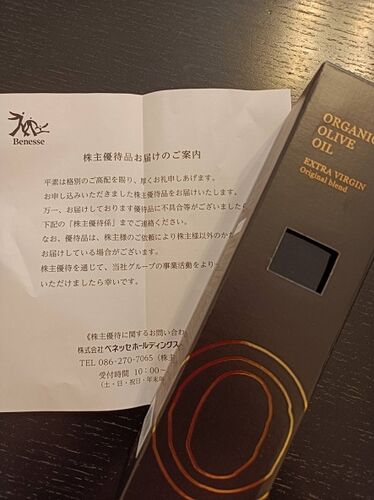 Benesse
株主優待品お届けのご案内
平素は格別のご高配を賜り、厚くお礼申しあげます。
お申し込みいただきました株主優待品をお届けいたします。
万一、お届けしております優待品に不具合等がございましたら
下記の「株主優待係」までご連絡ください。
なお、優待品は、株主様のご依頼により株主様以外のかた
お届けしている場合がございます。
株主優待を通じて、当社グループの事業活動をより
いただけましたら幸いです。
《株主優待に関するお問い合わ
株式会社ベネッセホールディングス
TEL 086-270-7065(株主
受付時間 10:00~
(土・日・祝日・年末
ORGANIC
OLIVE
OIL
EXTRA VIRGIN
Original blend